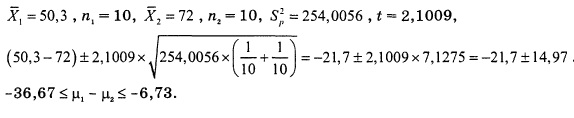 X̄₁ = 50,3 , n₁ = 10, X̄₂ = 72 , n₂ = 10, S²ₚ = 254,0056 , t = 2,1009,
(50,3 − 72) ± 2,1009 × √(254,0056 × (1/10 + 1/10)) = −21,7 ± 2,1009 × 7,1275 = −21,7 ± 14,97 .
-36,67 ≤ μ₁ − μ₂ ≤ -6,73.